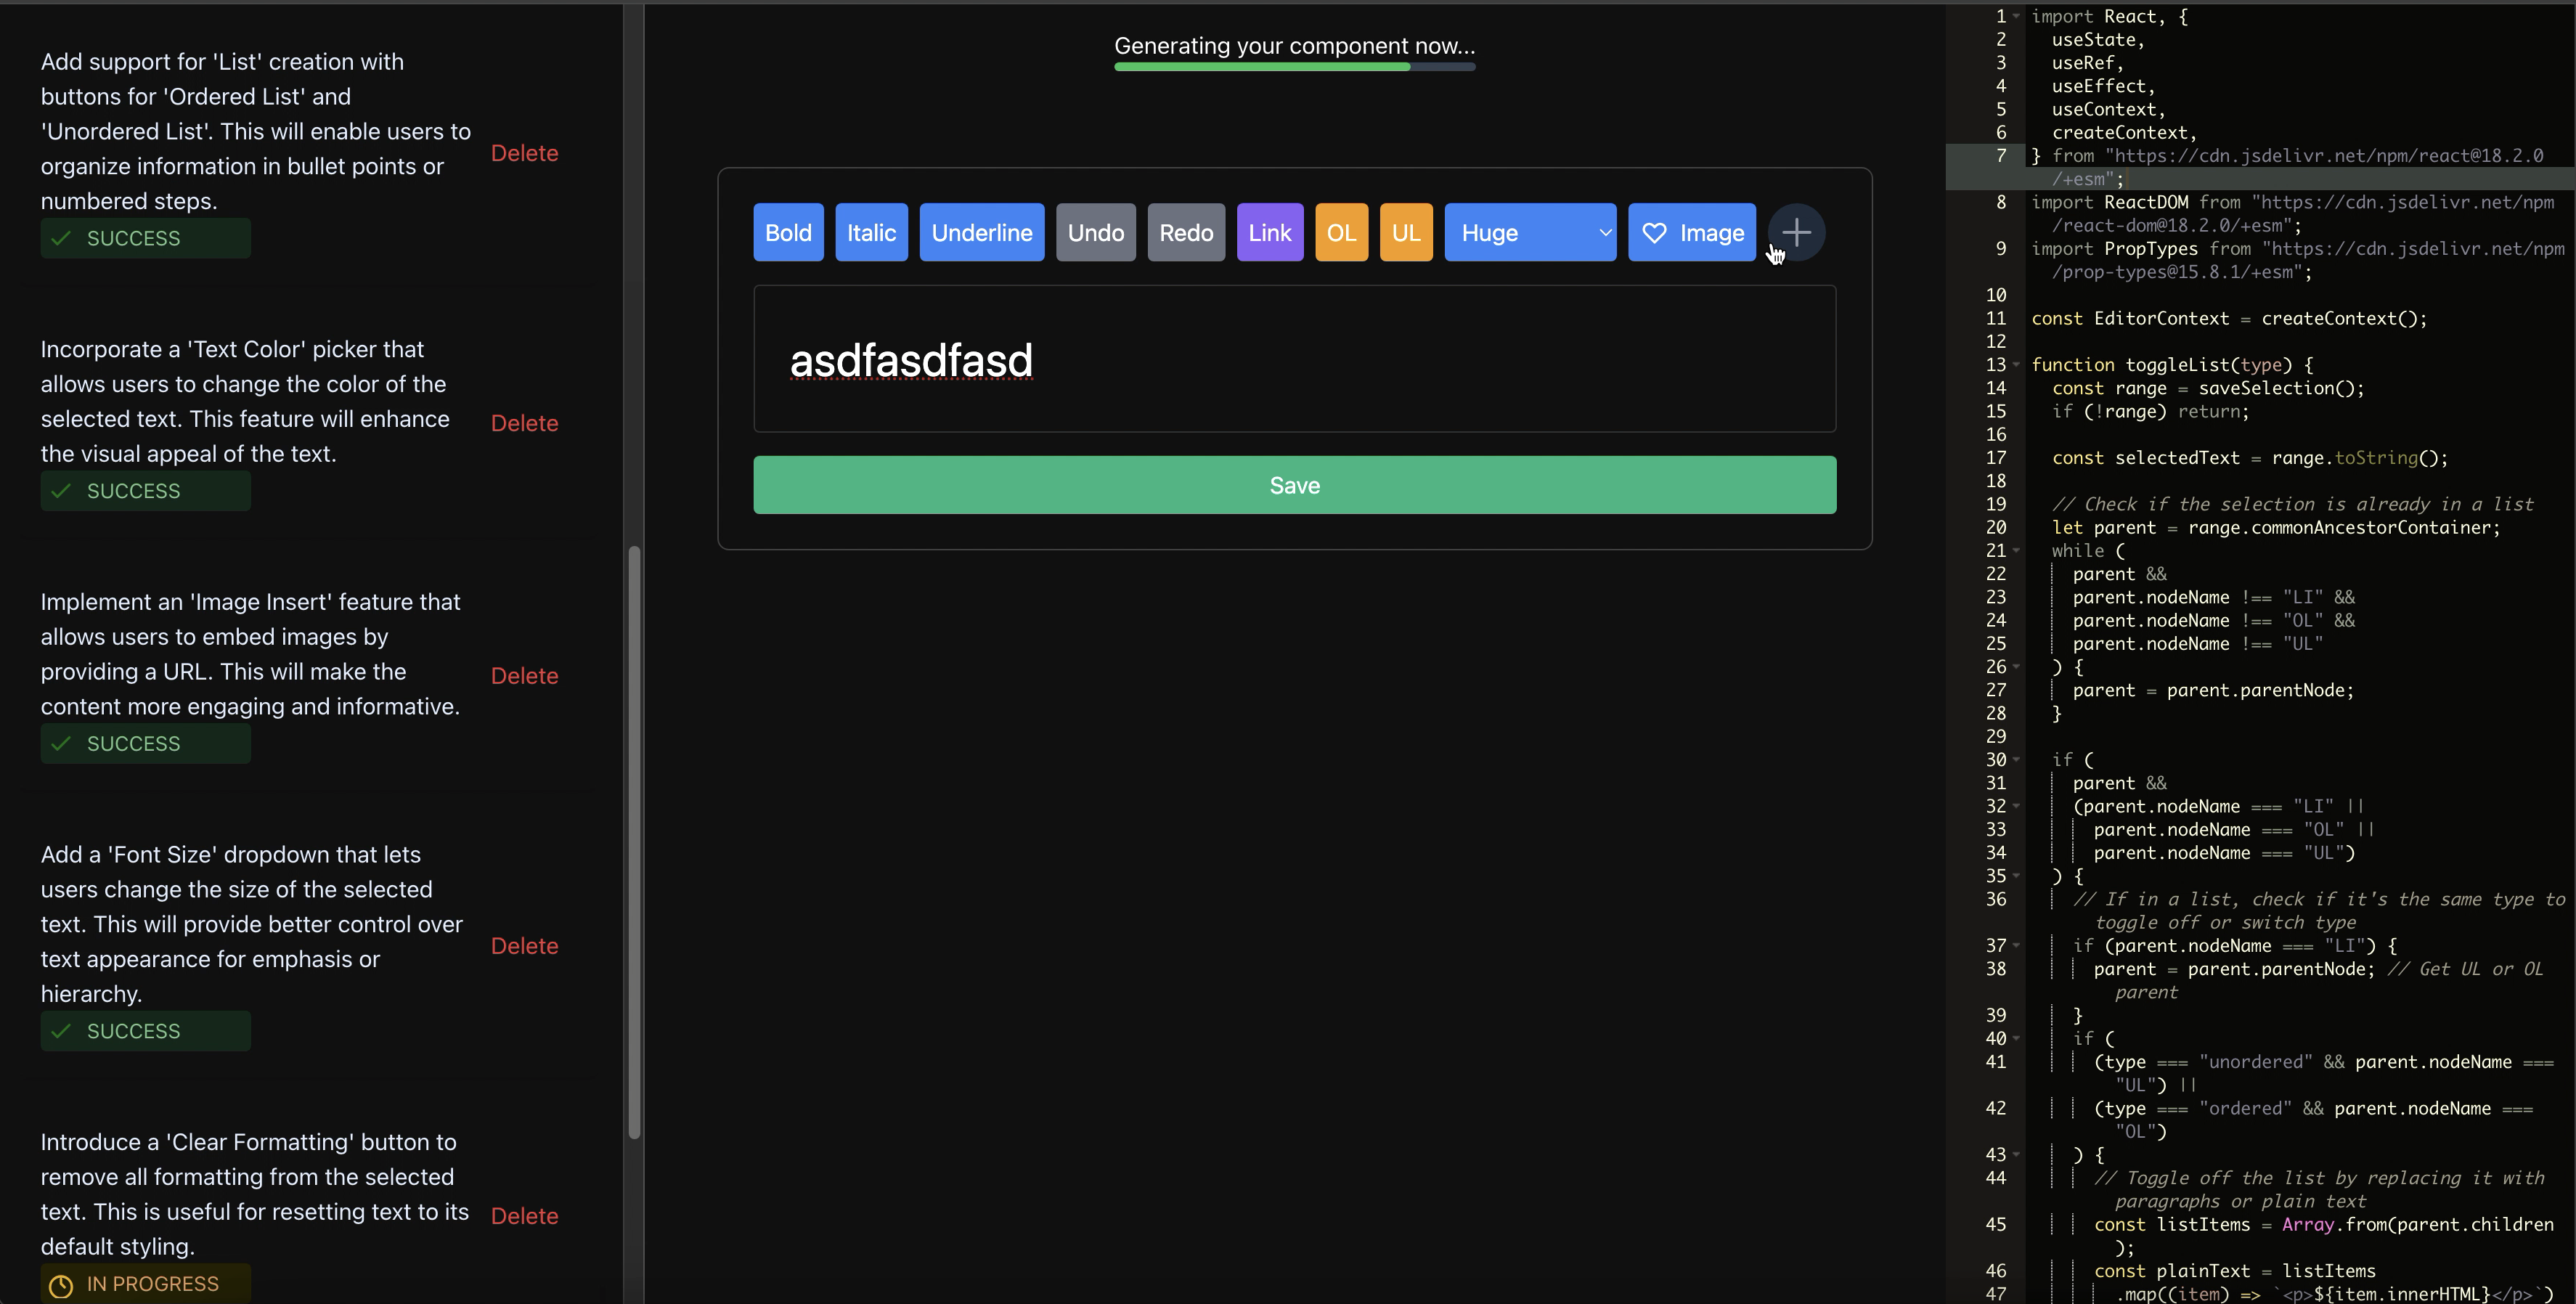 Add support for 'List' creation with
buttons for 'Ordered List' and
'Unordered List'. This will enable users to
organize information in bullet points or
numbered steps.
Delete
SUCCESS
Incorporate a 'Text Color' picker that
allows users to change the color of the
selected text. This feature will enhance
the visual appeal of the text.
Delete
SUCCESS
Implement an 'Image Insert' feature that
allows users to embed images by
providing a URL. This will make the
content more engaging and informative.
Delete
SUCCESS
Add a 'Font Size' dropdown that lets
users change the size of the selected
text. This will provide better control over
text appearance for emphasis or
hierarchy.
Delete
SUCCESS
Introduce a 'Clear Formatting' button to
remove all formatting from the selected
text. This is useful for resetting text to its
default styling.
Delete
IN PROGRESS
Generating your component now...
Bold Italic Underline Undo Redo Link OL UL Huge Image
asdfasdfasd
Save
1 import React, {
2 useState,
3 useRef,
4 useEffect,
5 useContext,
6 createContext,
7 } from "https://cdn.jsdelivr.net/npm/react@18.2.0
/+esm";
8 import ReactDOM from "https://cdn.jsdelivr.net/npm
/react-dom@18.2.0/+esm";
9 import PropTypes from "https://cdn.jsdelivr.net/npm
/prop-types@15.8.1/+esm";
10
11 const EditorContext = createContext();
12
13 function toggleList(type) {
14 const range = saveSelection();
15 if (!range) return;
16
17 const selectedText = range.toString();
18
19 // Check if the selection is already in a list
20 let parent = range.commonAncestorContainer;
21 while (
22 parent &&
23 parent.nodeName !== "LI" &&
24 parent.nodeName !== "OL" &&
25 parent.nodeName !== "UL"
26 ) {
27 parent = parent.parentNode;
28 }
29
30 if (
31 parent &&
32 (parent.nodeName === "LI" ||
33 parent.nodeName === "OL" ||
34 parent.nodeName === "UL")
35 ) {
36 // If in a list, check if it's the same type to
toggle off or switch type
37 if (parent.nodeName === "LI") {
38 parent = parent.parentNode; // Get UL or OL
parent
39 }
40 if (
41 (type === "unordered" && parent.nodeName ===
"UL") ||
42 (type === "ordered" && parent.nodeName ===
"OL")
43 ) {
44 // Toggle off the list by replacing it with
paragraphs or plain text
45 const listItems = Array.from(parent.children
);
46 const plainText = listItems
47 .map((item) => `<p>${item.innerHTML}</p>`)